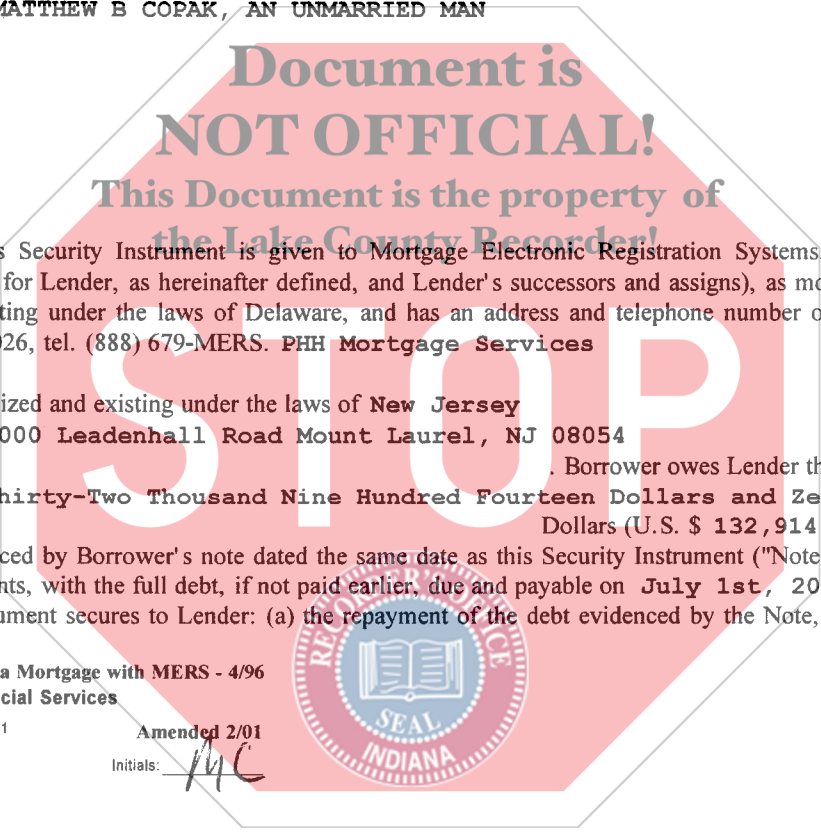 MATTHEW B COPAK, AN UNMARRIED MAN
Document is
NOT OFFICIAL!
This Document is the property of
the Lake County Recorder!
s Security Instrument is given to Mortgage Electronic Registration Systems,
for Lender, as hereinafter defined, and Lender's successors and assigns), as mo
ting under the laws of Delaware, and has an address and telephone number o
026, tel. (888) 679-MERS. PHH Mortgage Services
ized and existing under the laws of New Jersey
000 Leadenhall Road Mount Laurel, NJ 08054
. Borrower owes Lender th
hirty-Two Thousand Nine Hundred Fourteen Dollars and Ze
Dollars (U.S. $ 132,914
ced by Borrower's note dated the same date as this Security Instrument ("Note
nts, with the full debt, if not paid earlier, due and payable on July 1st, 20
ument secures to Lender: (a) the repayment of the debt evidenced by the Note,
STOP
RECORDER'S OFFICE
SEAL
INDIANA
a Mortgage with MERS - 4/96
cial Services
1
Amended 2/01
Initials: MC